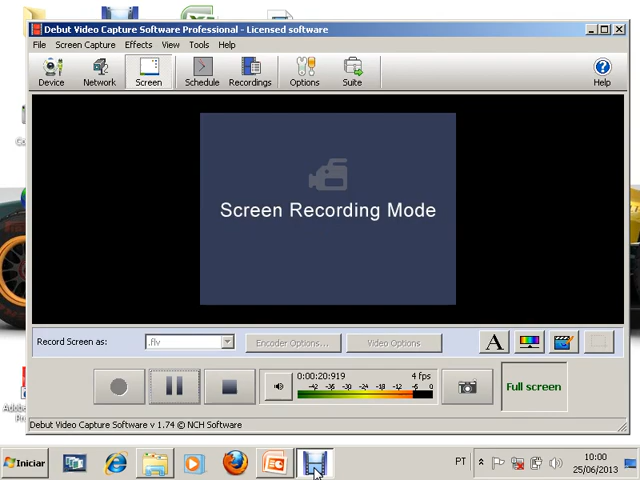 Debut Video Capture Software Professional - Licensed software
File Screen Capture Effects View Tools Help
Device Network Screen Schedule Recordings Options Suite Help
Screen Recording Mode
Record Screen as: .flv Encoder Options... Video Options A
0:00:20:919 4 fps
-42 -36 -30 -24 -18 -12 -6 0
Full screen
Debut Video Capture Software v 1.74 © NCH Software
Iniciar PT 10:00
25/06/2013